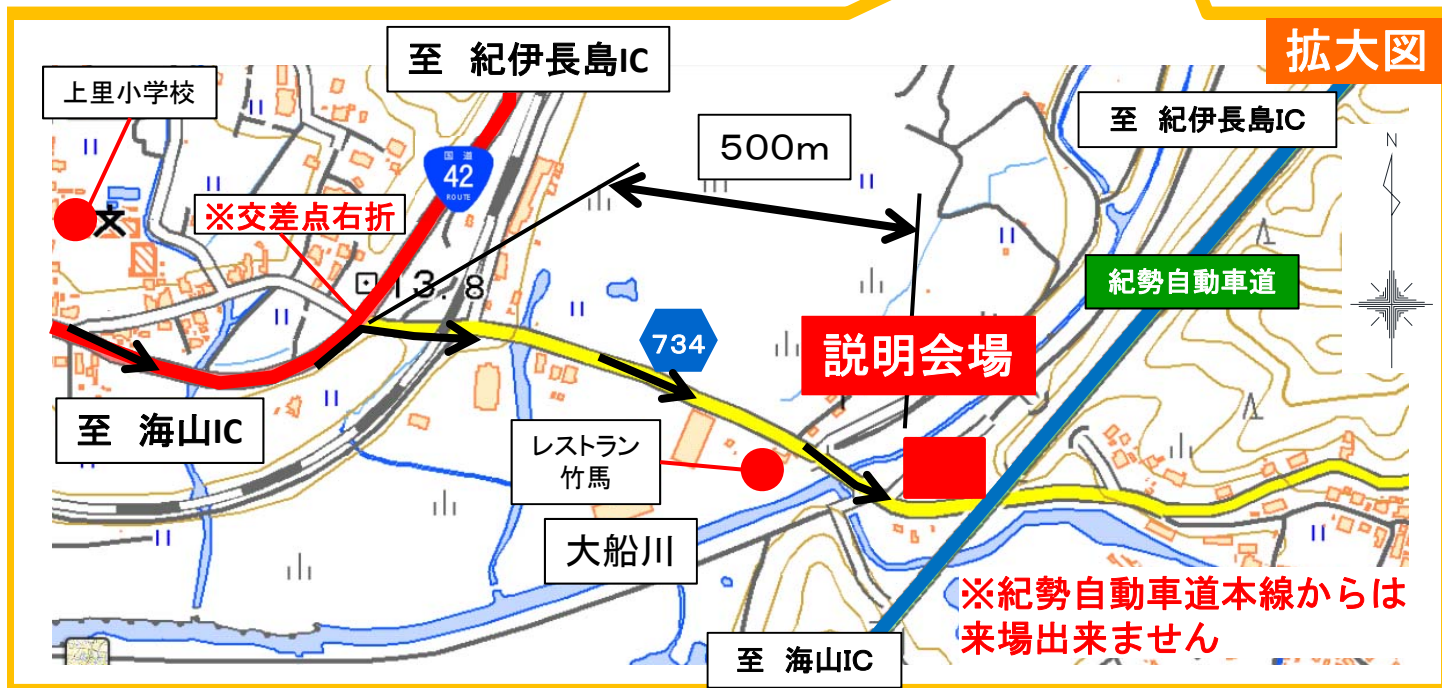 拡大図
至 紀伊長島IC
上里小学校
至 紀伊長島IC
500m
N
国道
42
ROUTE
※交差点右折
紀勢自動車道
13.8
734
説明会場
至 海山IC
レストラン
竹馬
大船川
※紀勢自動車道本線からは
来場出来ません
至 海山IC